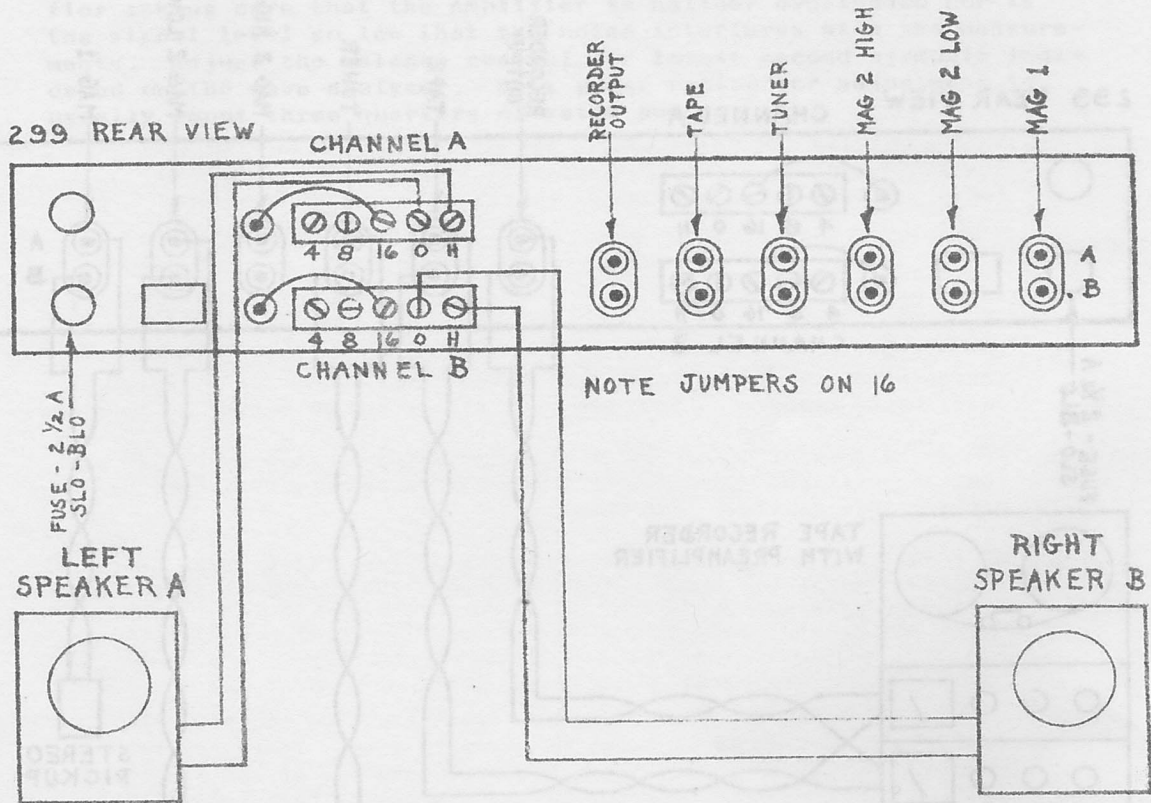 299 REAR VIEW
CHANNEL A
RECORDER
OUTPUT
TAPE
TUNER
MAG 2 HIGH
MAG 2 LOW
MAG 1
4 8 16 0 H
A
B
4 8 16 0 H
CHANNEL B
NOTE JUMPERS ON 16
FUSE - 2 1/2 A
SLO-BLO
LEFT
SPEAKER A
RIGHT
SPEAKER B
TAPE RECORDER
WITH PREAMPLIFIER
STEREO
PICKUP